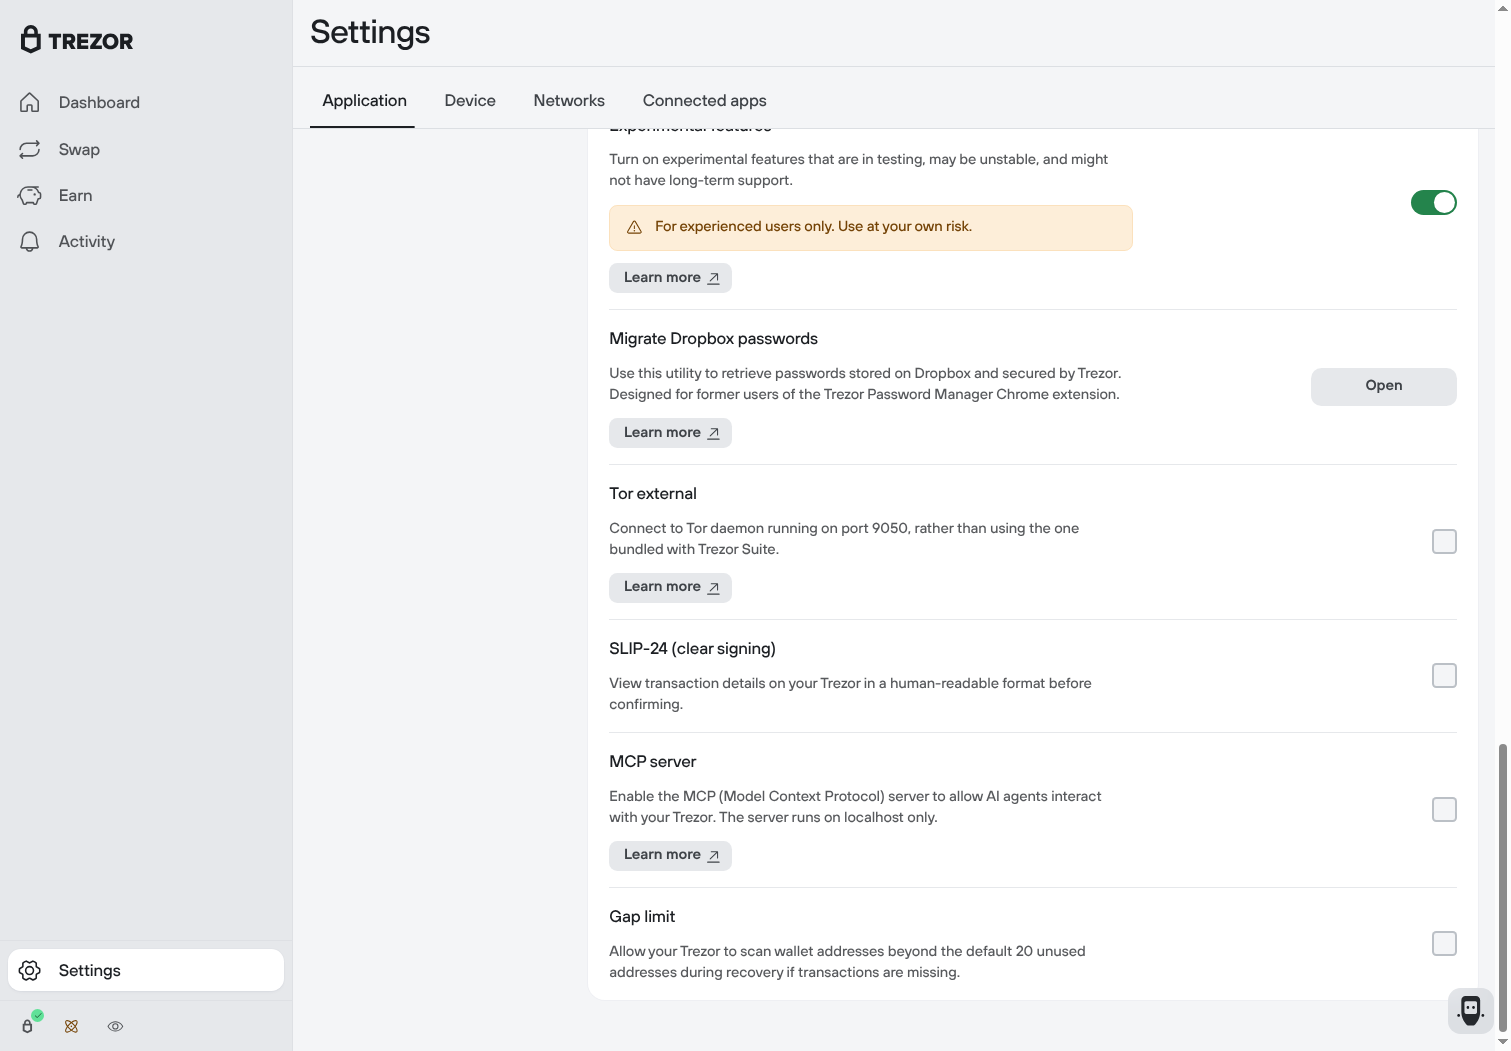 TREZOR
Dashboard
Swap
Earn
Activity
Settings
Settings
Application
Device
Networks
Connected apps
Experimental features
Turn on experimental features that are in testing, may be unstable, and might
not have long-term support.
For experienced users only. Use at your own risk.
Learn more
Migrate Dropbox passwords
Use this utility to retrieve passwords stored on Dropbox and secured by Trezor.
Designed for former users of the Trezor Password Manager Chrome extension.
Open
Learn more
Tor external
Connect to Tor daemon running on port 9050, rather than using the one
bundled with Trezor Suite.
Learn more
SLIP-24 (clear signing)
View transaction details on your Trezor in a human-readable format before
confirming.
MCP server
Enable the MCP (Model Context Protocol) server to allow AI agents interact
with your Trezor. The server runs on localhost only.
Learn more
Gap limit
Allow your Trezor to scan wallet addresses beyond the default 20 unused
addresses during recovery if transactions are missing.